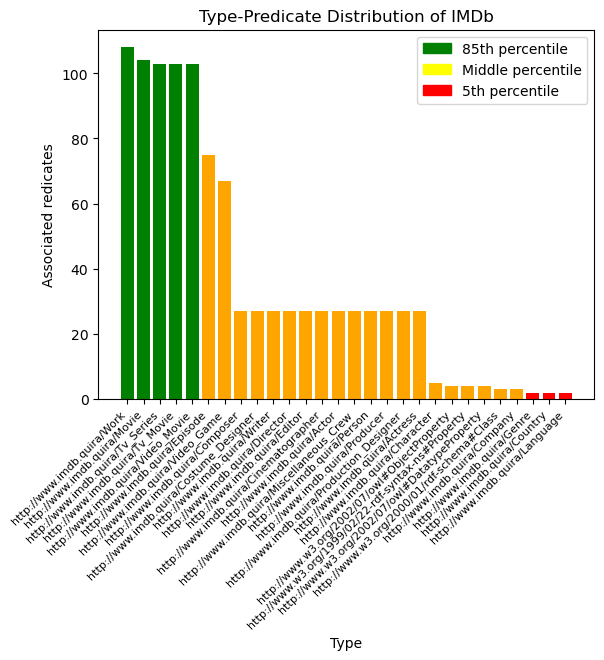 Type-Predicate Distribution of IMDb
85th percentile
Middle percentile
5th percentile
Associated redicates
100
80
60
40
20
0
http://www.imdb.quira/Work
http://www.imdb.quira/Movie
http://www.imdb.quira/Tv_Series
http://www.imdb.quira/Tv_Movie
http://www.imdb.quira/Video_Movie
http://www.imdb.quira/Episode
http://www.imdb.quira/Video_Game
http://www.imdb.quira/Composer
http://www.imdb.quira/Costume_Designer
http://www.imdb.quira/Writer
http://www.imdb.quira/Director
http://www.imdb.quira/Editor
http://www.imdb.quira/Cinematographer
http://www.imdb.quira/Actor
http://www.imdb.quira/Miscellaneous_Crew
http://www.imdb.quira/Person
http://www.imdb.quira/Producer
http://www.imdb.quira/Production_Designer
http://www.imdb.quira/Actress
http://www.imdb.quira/Character
http://www.w3.org/2002/07/owl#ObjectProperty
http://www.w3.org/1999/02/22-rdf-syntax-ns#Property
http://www.w3.org/2002/07/owl#DatatypeProperty
http://www.w3.org/2000/01/rdf-schema#Class
http://www.imdb.quira/Company
http://www.imdb.quira/Genre
http://www.imdb.quira/Country
http://www.imdb.quira/Language
Type